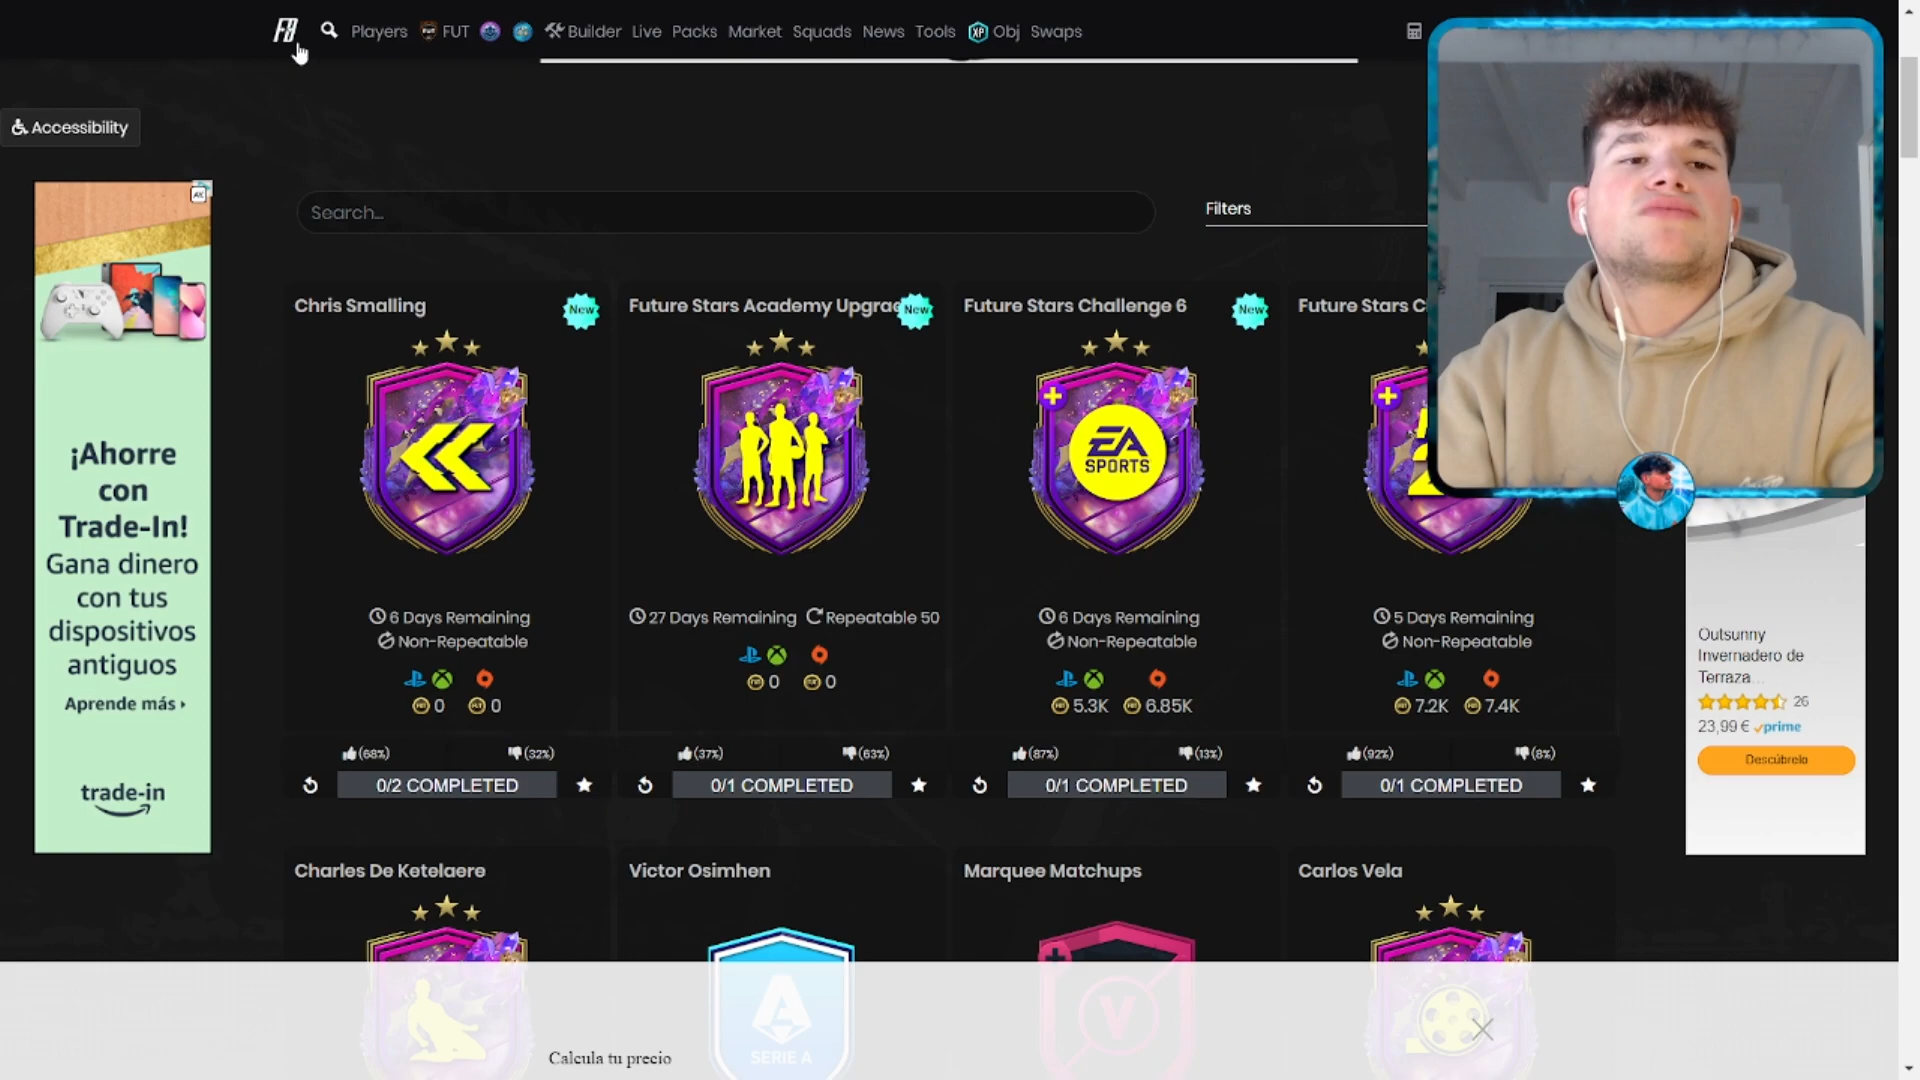 Players FUT Builder Live Packs Market Squads News Tools XP Obj Swaps
Accessibility
Search...
Filters
¡Ahorre
con
Trade-In!
Gana dinero
con tus
dispositivos
antiguos
Aprende más
trade-in
Chris Smalling
New
6 Days Remaining
Non-Repeatable
0 0
(68%) (32%)
0/2 COMPLETED
Future Stars Academy Upgra
New
27 Days Remaining Repeatable 50
0 0
(37%) (63%)
0/1 COMPLETED
Future Stars Challenge 6
New
EA
SPORTS
6 Days Remaining
Non-Repeatable
5.3K 6.85K
(87%) (13%)
0/1 COMPLETED
Future Stars C
5 Days Remaining
Non-Repeatable
7.2K 7.4K
(92%) (8%)
0/1 COMPLETED
Outsunny
Invernadero de
Terraza...
26
23,99 € prime
Descúbrelo
Charles De Ketelaere
Victor Osimhen
SERIE A
Marquee Matchups
V
Carlos Vela
Calcula tu precio